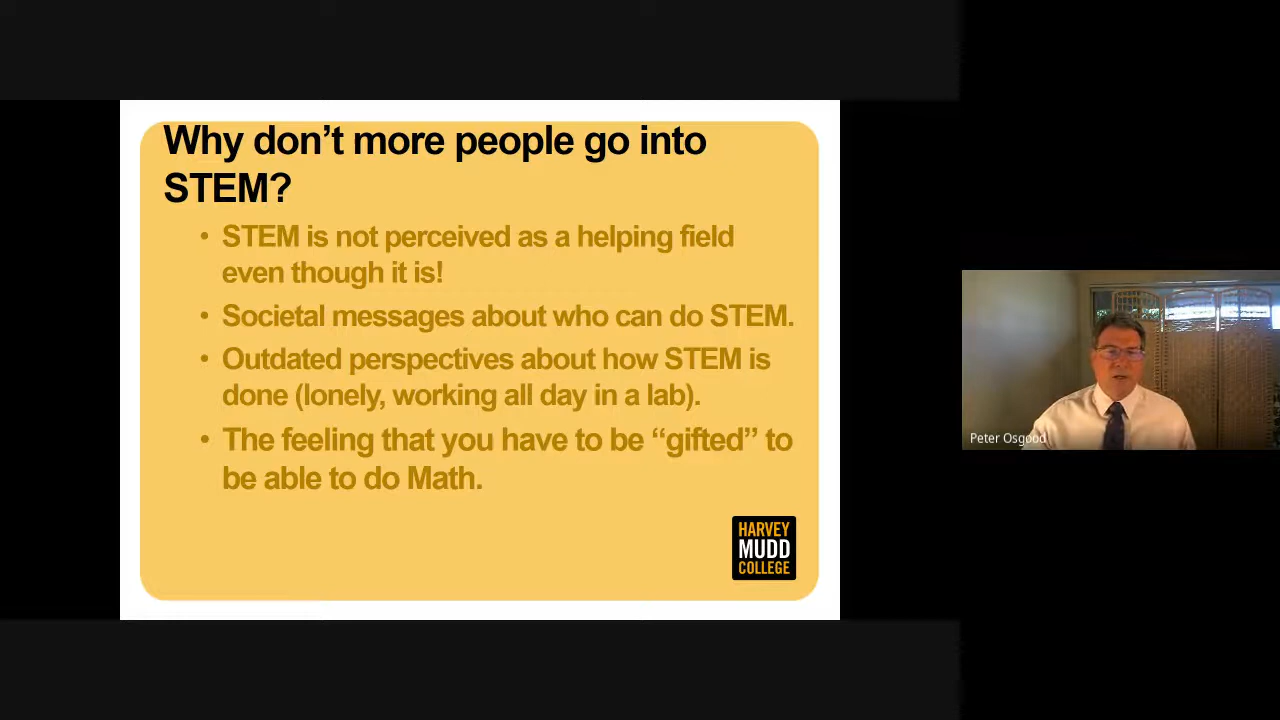 Why don’t more people go into
STEM?
• STEM is not perceived as a helping field
even though it is!
• Societal messages about who can do STEM.
• Outdated perspectives about how STEM is
done (lonely, working all day in a lab).
• The feeling that you have to be “gifted” to
be able to do Math.
HARVEY
MUDD
COLLEGE
Peter Osgood